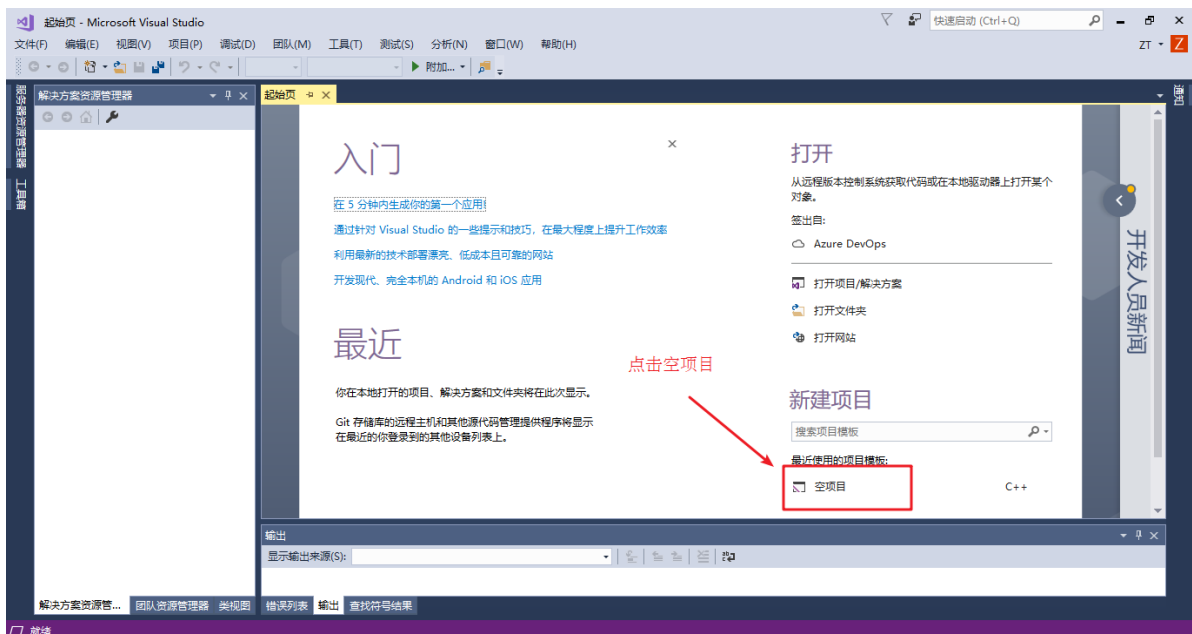 起始页 - Microsoft Visual Studio
快速启动 (Ctrl+Q)
文件(F) 编辑(E) 视图(V) 项目(P) 调试(D) 团队(M) 工具(T) 测试(S) 分析(N) 窗口(W) 帮助(H)
ZT Z
附加...
服务器资源管理器
工具箱
解决方案资源管理器
起始页
通知
入门
在 5 分钟内生成你的第一个应用!
通过针对 Visual Studio 的一些提示和技巧,在最大程度上提升工作效率
利用最新的技术部署漂亮、低成本且可靠的网站
开发现代、完全本机的 Android 和 iOS 应用
最近
你在本地打开的项目、解决方案和文件夹将在此次显示。
Git 存储库的远程主机和其他源代码管理提供程序将显示
在最近的你登录到的其他设备列表上。
打开
从远程版本控制系统获取代码或在本地驱动器上打开某个
对象。
签出自:
Azure DevOps
打开项目/解决方案
打开文件夹
打开网站
点击空项目
新建项目
搜索项目模板
最近使用的项目模板:
空项目 C++
开发人员新闻
输出
显示输出来源(S):
解决方案资源管... 团队资源管理器 类视图
错误列表 输出 查找符号结果
就绪